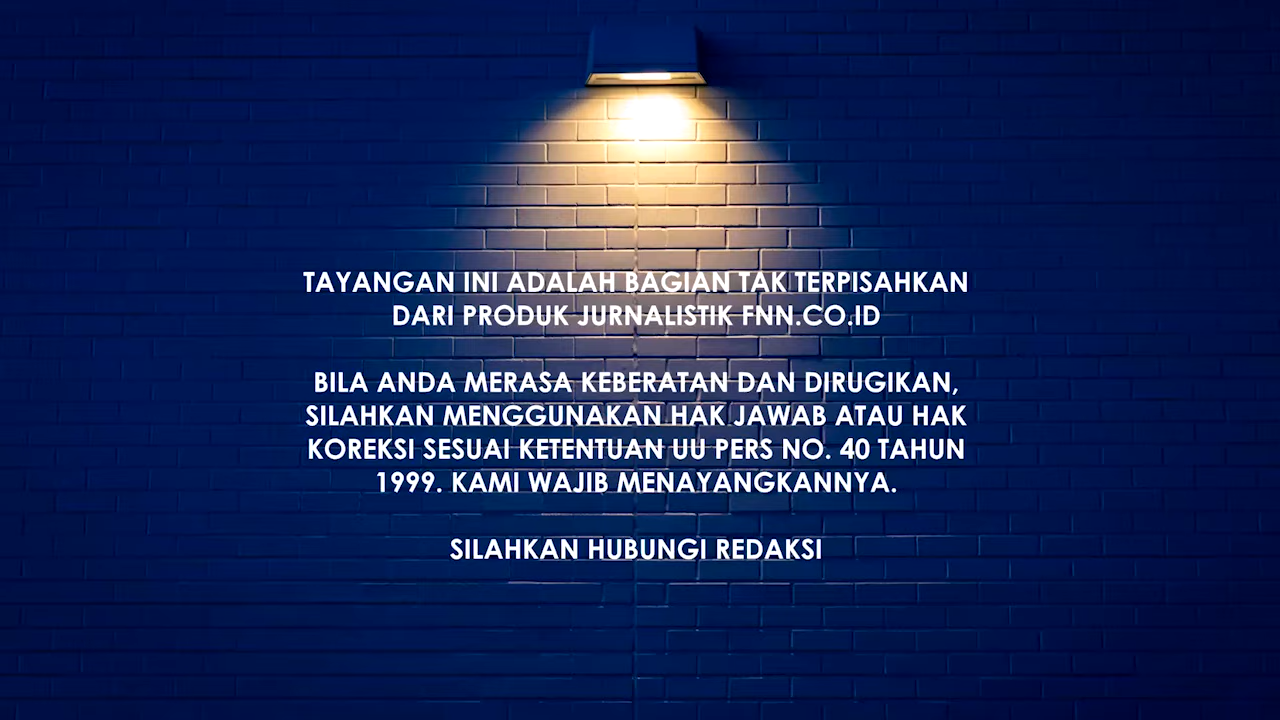 TAYANGAN INI ADALAH BAGIAN TAK TERPISAHKAN
DARI PRODUK JURNALISTIK FNN.CO.ID
BILA ANDA MERASA KEBERATAN DAN DIRUGIKAN,
SILAHKAN MENGGUNAKAN HAK JAWAB ATAU HAK
KOREKSI SESUAI KETENTUAN UU PERS NO. 40 TAHUN
1999. KAMI WAJIB MENAYANGKANNYA.
SILAHKAN HUBUNGI REDAKSI